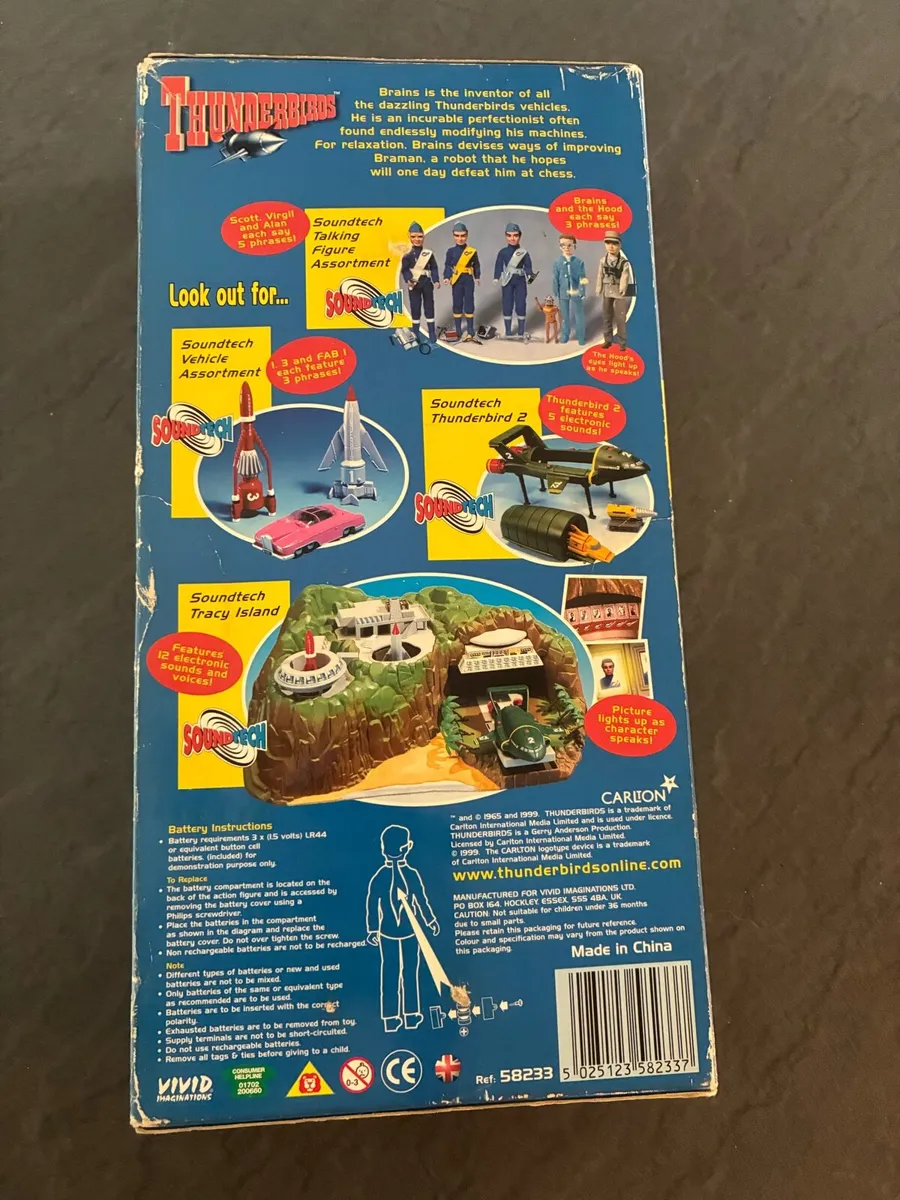 THUNDERBIRDS™
Brains is the inventor of all
the dazzling Thunderbirds vehicles.
He is an incurable perfectionist often
found endlessly modifying his machines.
For relaxation, Brains devises ways of improving
Braman, a robot that he hopes
will one day defeat him at chess.
Scott, Virgil
and Alan
each say
5 phrases!
Soundtech
Talking
Figure
Assortment
SOUNDTECH
Brains
and the Hood
each say
3 phrases!
The Hood's
eyes light up
as he speaks!
Look out for...
Soundtech
Vehicle
Assortment
SOUNDTECH
1, 3 and FAB 1
each feature
3 phrases!
3
Soundtech
Thunderbird 2
SOUNDTECH
Thunderbird 2
features
5 electronic
sounds!
2
2
Soundtech
Tracy Island
Features
12 electronic
sounds and
voices!
SOUNDTECH
2
Picture
lights up as
character
speaks!
Battery Instructions
• Battery requirements 3 x (1.5 volts) LR44
or equivalent button cell
batteries. (included) for
demonstration purpose only.
To Replace
• The battery compartment is located on the
back of the action figure and is accessed by
removing the battery cover using a
Philips screwdriver.
• Place the batteries in the compartment
as shown in the diagram and replace the
battery cover. Do not over tighten the screw.
• Non rechargeable batteries are not to be recharged.
Note
• Different types of batteries or new and used
batteries are not to be mixed.
• Only batteries of the same or equivalent type
as recommended are to be used.
• Batteries are to be inserted with the correct
polarity.
• Exhausted batteries are to be removed from toy.
• Supply terminals are not to be short-circuited.
• Do not use rechargeable batteries.
• Remove all tags & ties before giving to a child.
CARLTON
™ and © 1965 and 1999. THUNDERBIRDS is a trademark of
Carlton International Media Limited and is used under licence.
THUNDERBIRDS is a Gerry Anderson Production.
Licensed by Carlton International Media Limited.
© 1999. The CARLTON logotype device is a trademark
of Carlton International Media Limited.
www.thunderbirdsonline.com
MANUFACTURED FOR VIVID IMAGINATIONS LTD.
PO BOX 164, HOCKLEY, ESSEX, SS5 4BA, UK.
CAUTION: Not suitable for children under 36 months
due to small parts.
Please retain this packaging for future reference.
Colour and specification may vary from the product shown on
this packaging.
Made in China
VIVID
IMAGINATIONS
CONSUMER
HELPLINE
01702
200660
0-3
CE
Ref: 58233
5 025123 582337